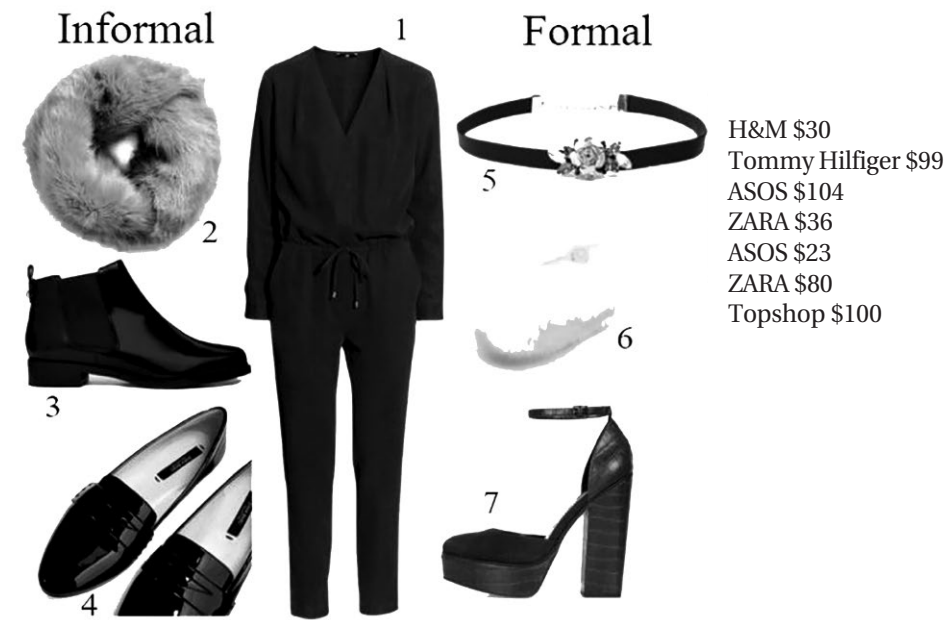 Informal
1
Formal
2
3
4
5
6
7
H&M $30
Tommy Hilfiger $99
ASOS $104
ZARA $36
ASOS $23
ZARA $80
Topshop $100